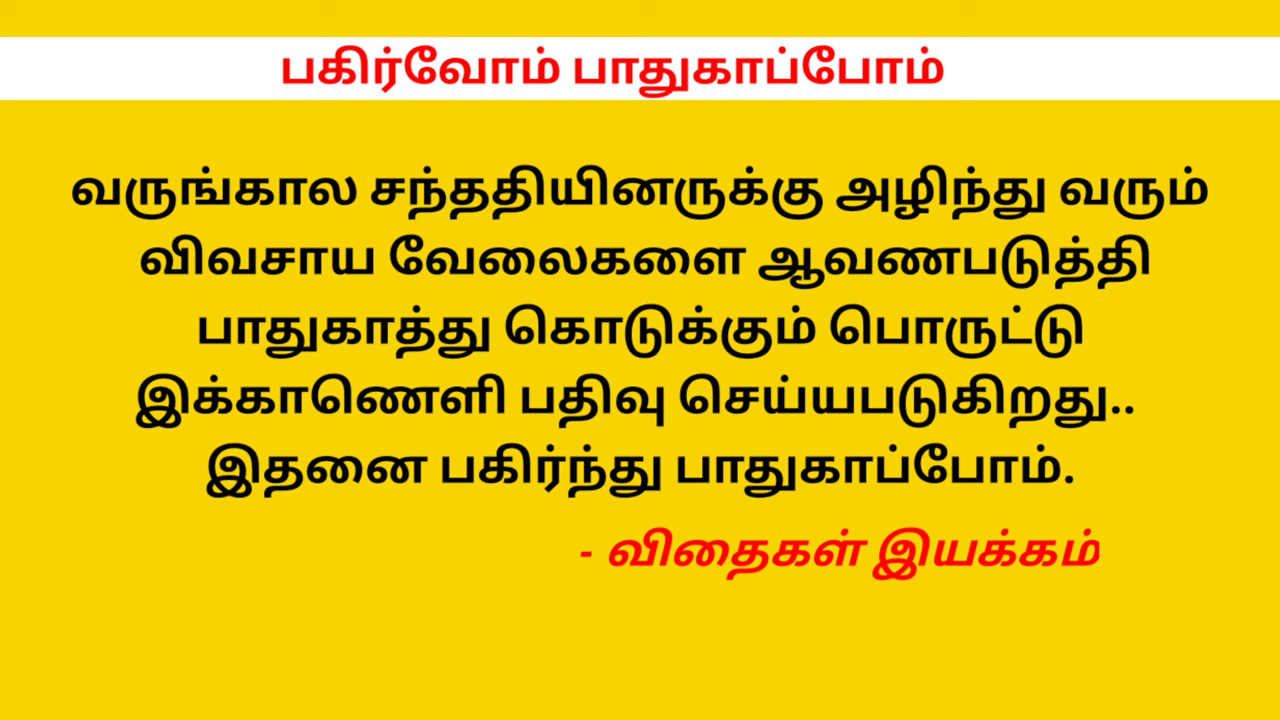 பகிர்வோம் பாதுகாப்போம்
வருங்கால சந்ததியினருக்கு அழிந்து வரும்
விவசாய வேலைகளை ஆவணபடுத்தி
பாதுகாத்து கொடுக்கும் பொருட்டு
இக்காணெளி பதிவு செய்யபடுகிறது..
இதனை பகிர்ந்து பாதுகாப்போம்.
- விதைகள் இயக்கம்